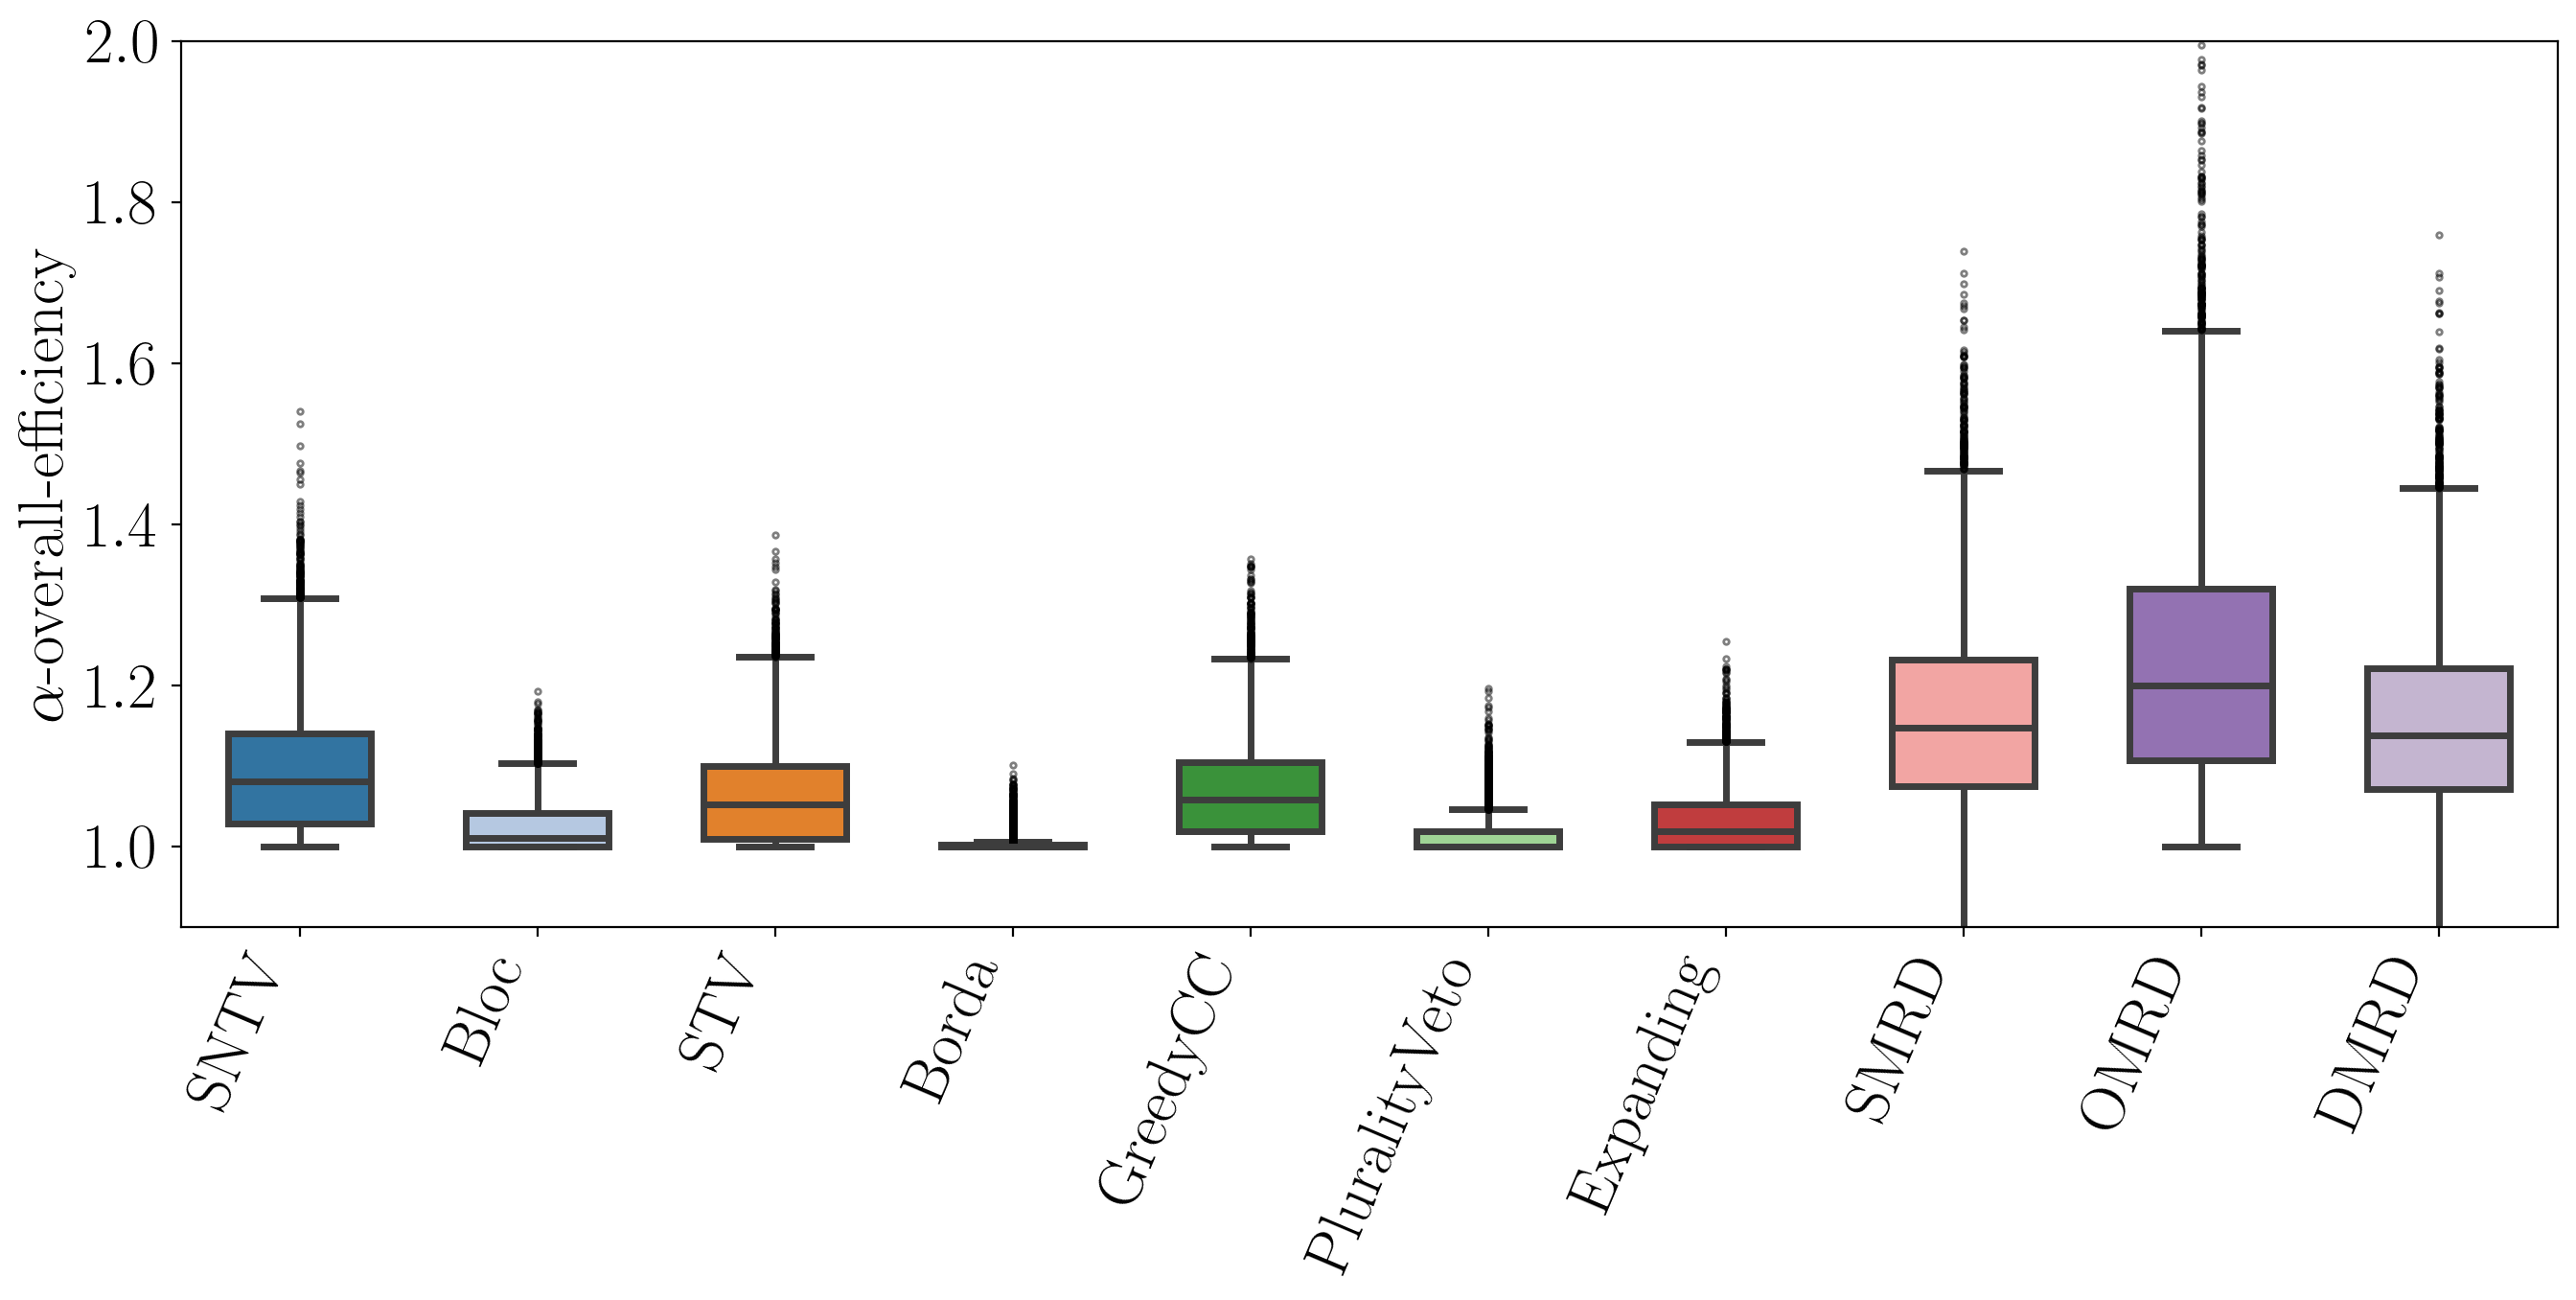 α-overall-efficiency
2.0
1.8
1.6
1.4
1.2
1.0
SNTV
Bloc
STV
Borda
GreedyCC
PluralityVeto
Expanding
SMRD
OMRD
DMRD